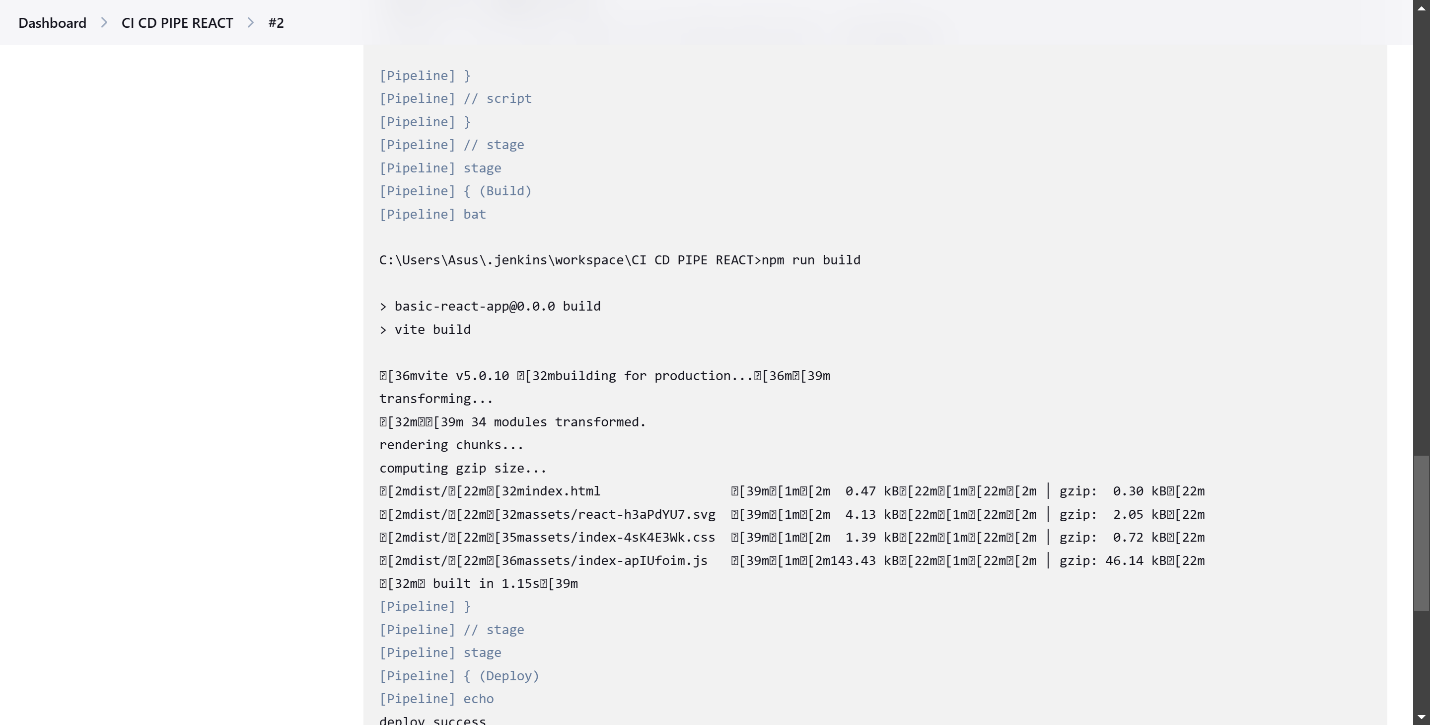 Dashboard > CI CD PIPE REACT > #2
[Pipeline] }
[Pipeline] // script
[Pipeline] }
[Pipeline] // stage
[Pipeline] stage
[Pipeline] { (Build)
[Pipeline] bat
C:\Users\Asus\.jenkins\workspace\CI CD PIPE REACT>npm run build
> basic-react-app@0.0.0 build
> vite build
�[36mvite v5.0.10 �[32mbuilding for production...�[36m�[39m
transforming...
�[32m��[39m 34 modules transformed.
rendering chunks...
computing gzip size...
�[2mdist/�[22m�[32mindex.html                 �[39m�[1m�[2m  0.47 kB�[22m�[1m�[22m�[2m │ gzip:  0.30 kB�[22m
�[2mdist/�[22m�[32massets/react-h3aPdYU7.svg  �[39m�[1m�[2m  4.13 kB�[22m�[1m�[22m�[2m │ gzip:  2.05 kB�[22m
�[2mdist/�[22m�[35massets/index-4sK4E3Wk.css  �[39m�[1m�[2m  1.39 kB�[22m�[1m�[22m�[2m │ gzip:  0.72 kB�[22m
�[2mdist/�[22m�[36massets/index-apIUfoim.js   �[39m�[1m�[2m143.43 kB�[22m�[1m�[22m�[2m │ gzip: 46.14 kB�[22m
�[32m� built in 1.15s�[39m
[Pipeline] }
[Pipeline] // stage
[Pipeline] stage
[Pipeline] { (Deploy)
[Pipeline] echo
deploy success